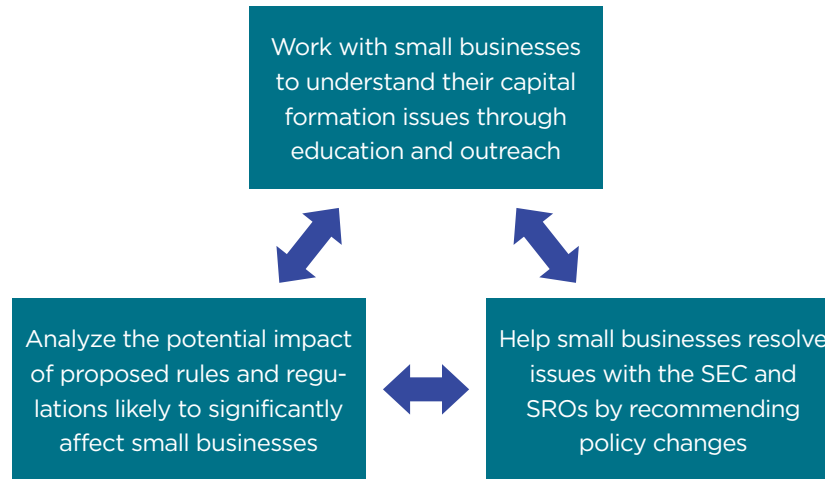 Work with small businesses
to understand their capital
formation issues through
education and outreach
Analyze the potential impact
of proposed rules and regu-
lations likely to significantly
affect small businesses
Help small businesses resolve
issues with the SEC and
SROs by recommending
policy changes